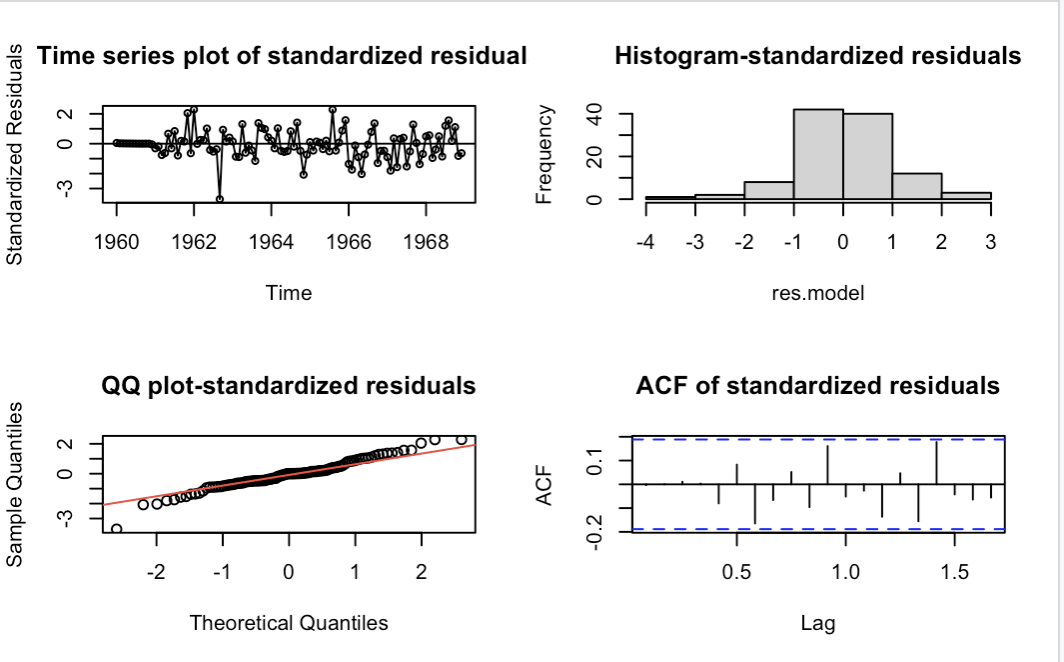 Time series plot of standardized residual
Standardized Residuals
2
0
-3
1960 1962 1964 1966 1968
Time
Histogram-standardized residuals
Frequency
40
20
0
-4 -3 -2 -1 0 1 2 3
res.model
QQ plot-standardized residuals
Sample Quantiles
2
0
-3
-2 -1 0 1 2
Theoretical Quantiles
ACF of standardized residuals
ACF
0.1
-0.2
0.5 1.0 1.5
Lag